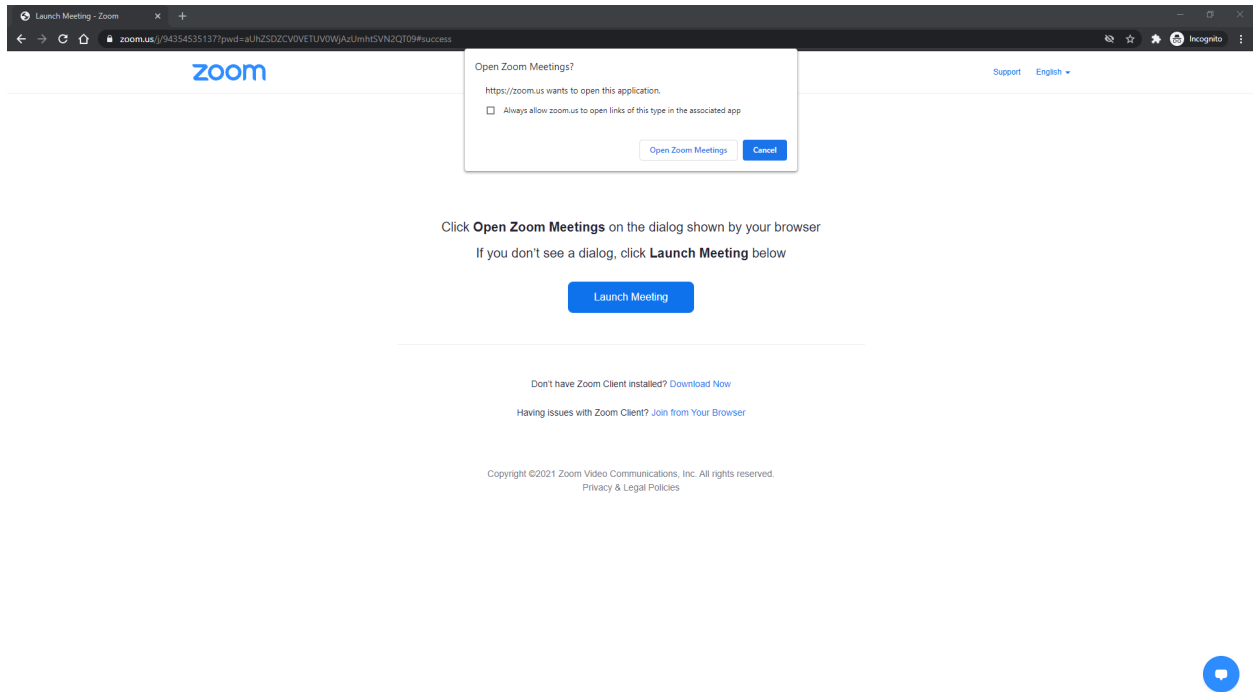 Launch Meeting - Zoom
zoom.us/j/94354535137?pwd=aUhZSDZCV0VETUV0WjAzUmhtSVN2QT09#success
Incognito
zoom
Support English
Open Zoom Meetings?
https://zoom.us wants to open this application.
Always allow zoom.us to open links of this type in the associated app
Open Zoom Meetings Cancel
Click Open Zoom Meetings on the dialog shown by your browser
If you don't see a dialog, click Launch Meeting below
Launch Meeting
Don't have Zoom Client installed? Download Now
Having issues with Zoom Client? Join from Your Browser
Copyright ©2021 Zoom Video Communications, Inc. All rights reserved.
Privacy & Legal Policies